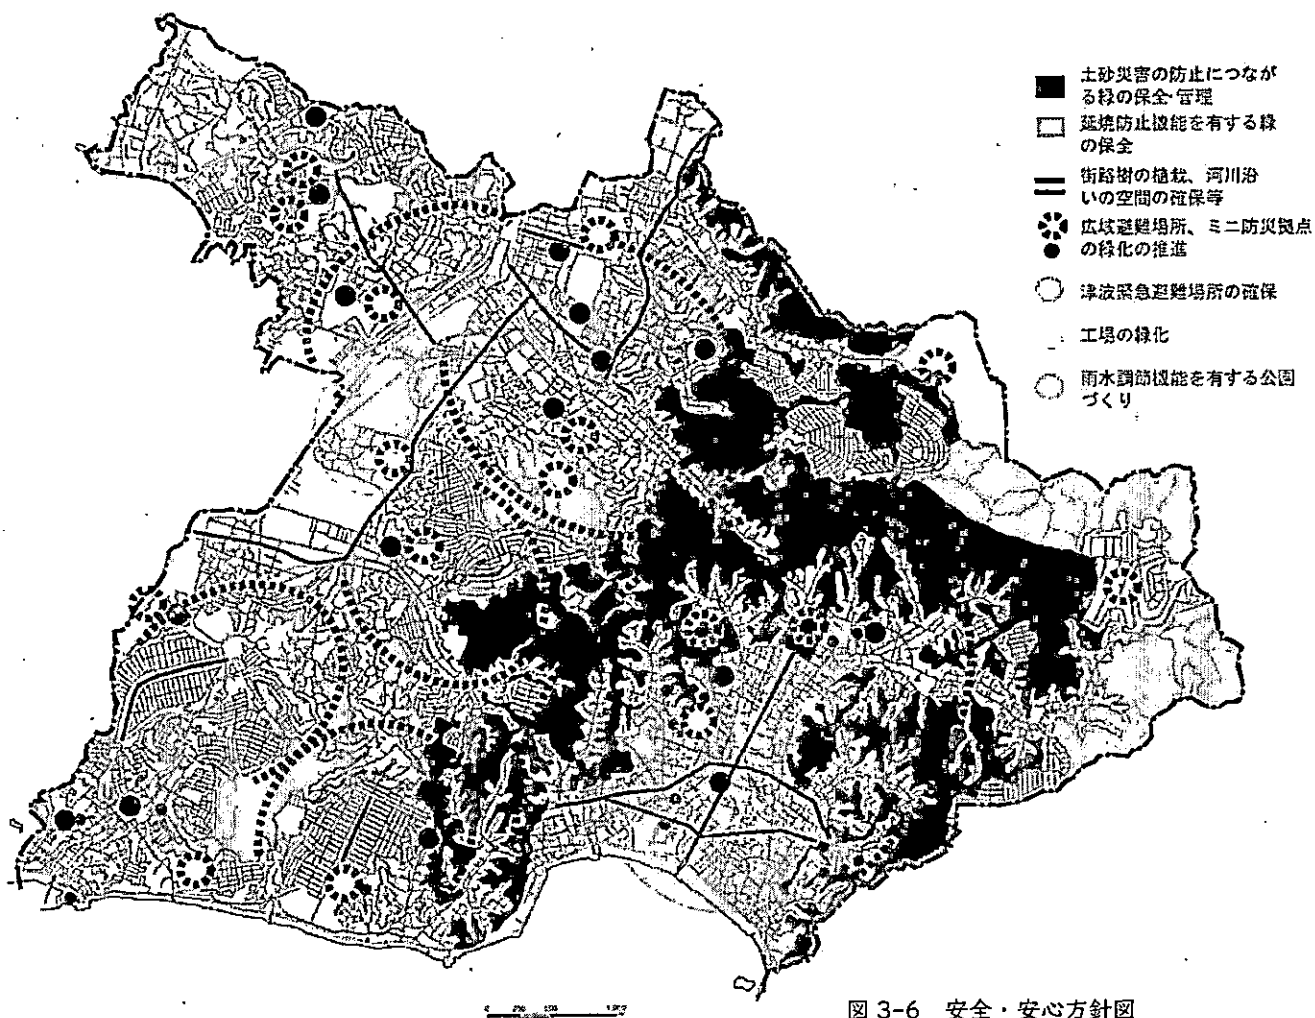 土砂災害の防止につなが
る緑の保全・管理
延焼防止機能を有する緑
の保全
街路樹の植栽、河川沿
いの空間の確保等
広域避難場所、ミニ防災拠点
の緑化の推進
津波緊急避難場所の確保
工場の緑化
雨水調節機能を有する公園
づくり
図 3-6 安全・安心方針図